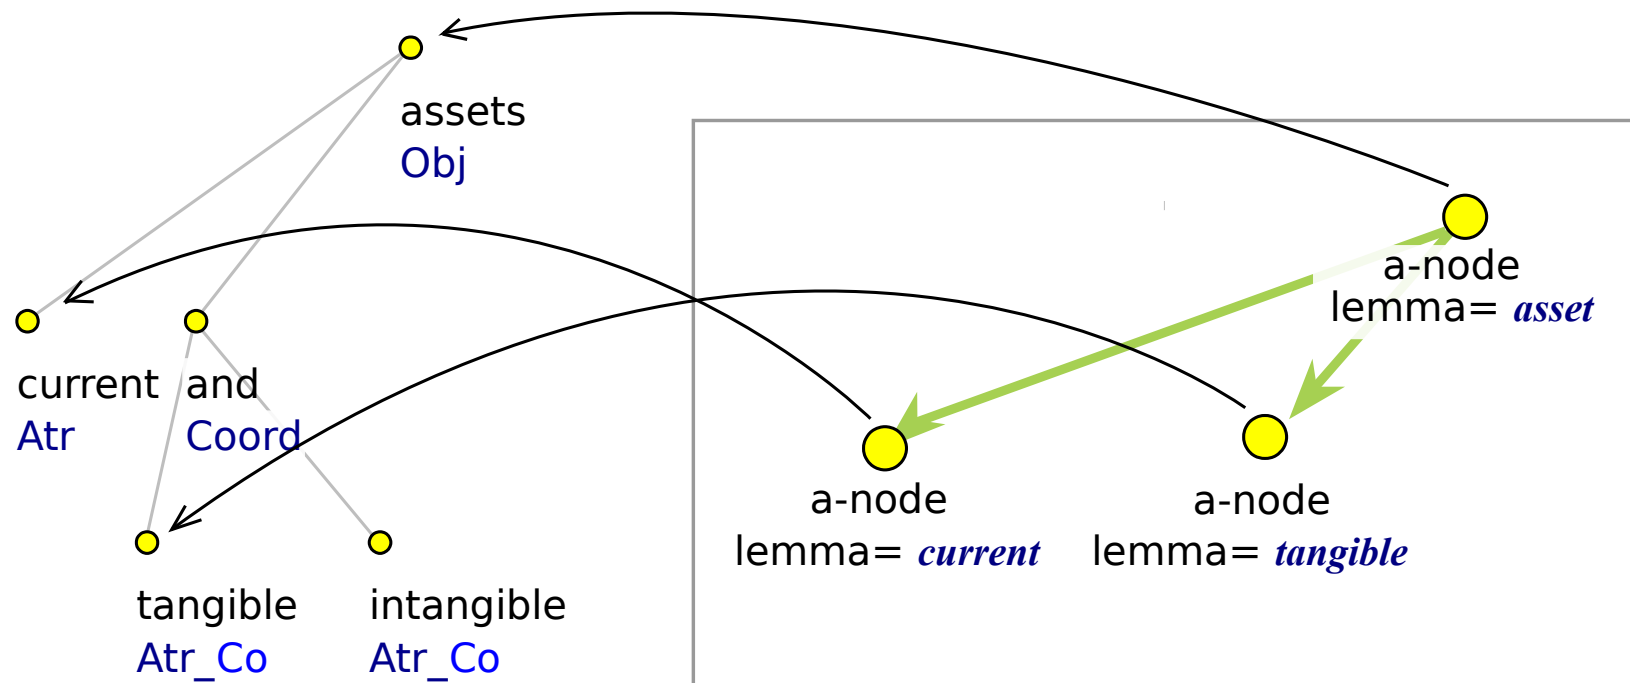 assets
Obj
a-node
lemma= asset
current
Atr
and
Coord
a-node
lemma= current
a-node
lemma= tangible
tangible
Atr_Co
intangible
Atr_Co